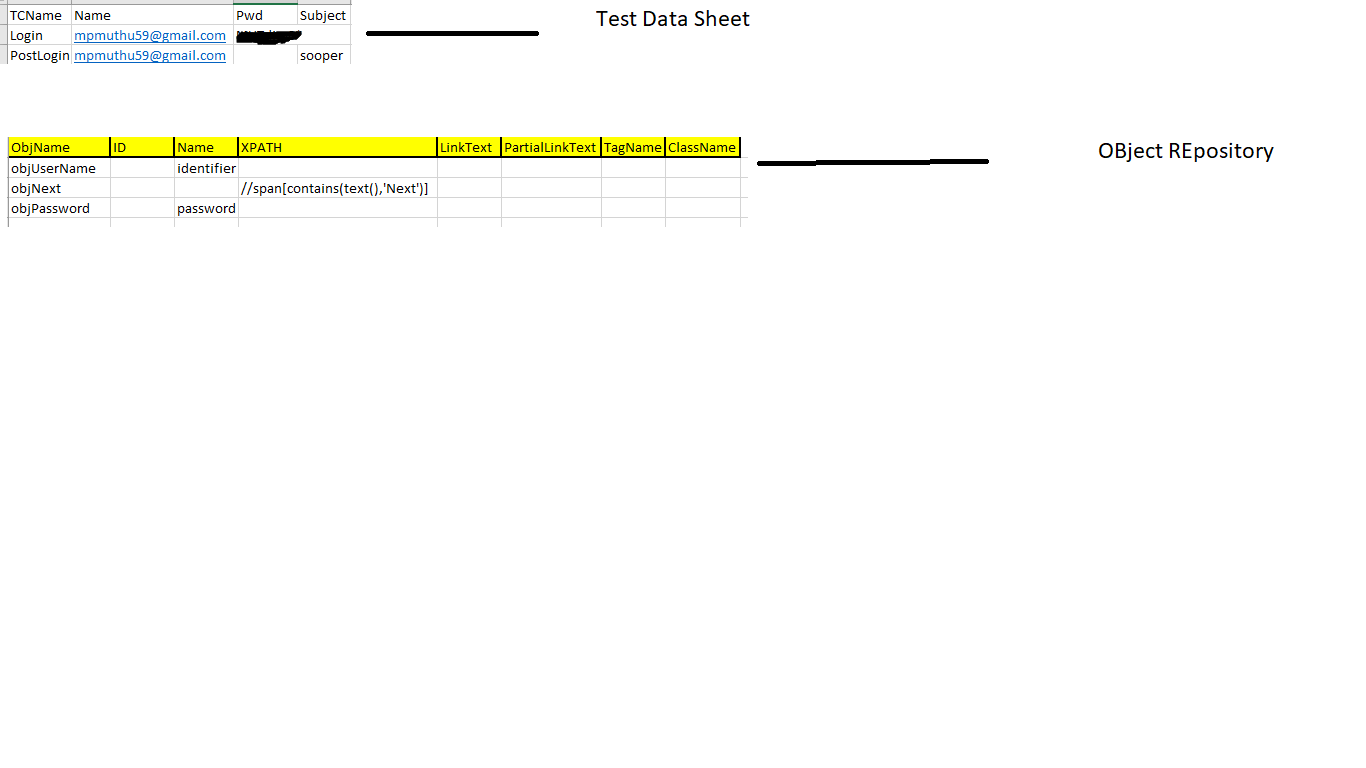 TCName Name Pwd Subject
Test Data Sheet
Login mpmuthu59@gmail.com
PostLogin mpmuthu59@gmail.com sooper
ObjName ID Name XPATH LinkText PartialLinkText TagName ClassName
OBject REpository
objUserName identifier
objNext //span[contains(text(),'Next')]
objPassword password